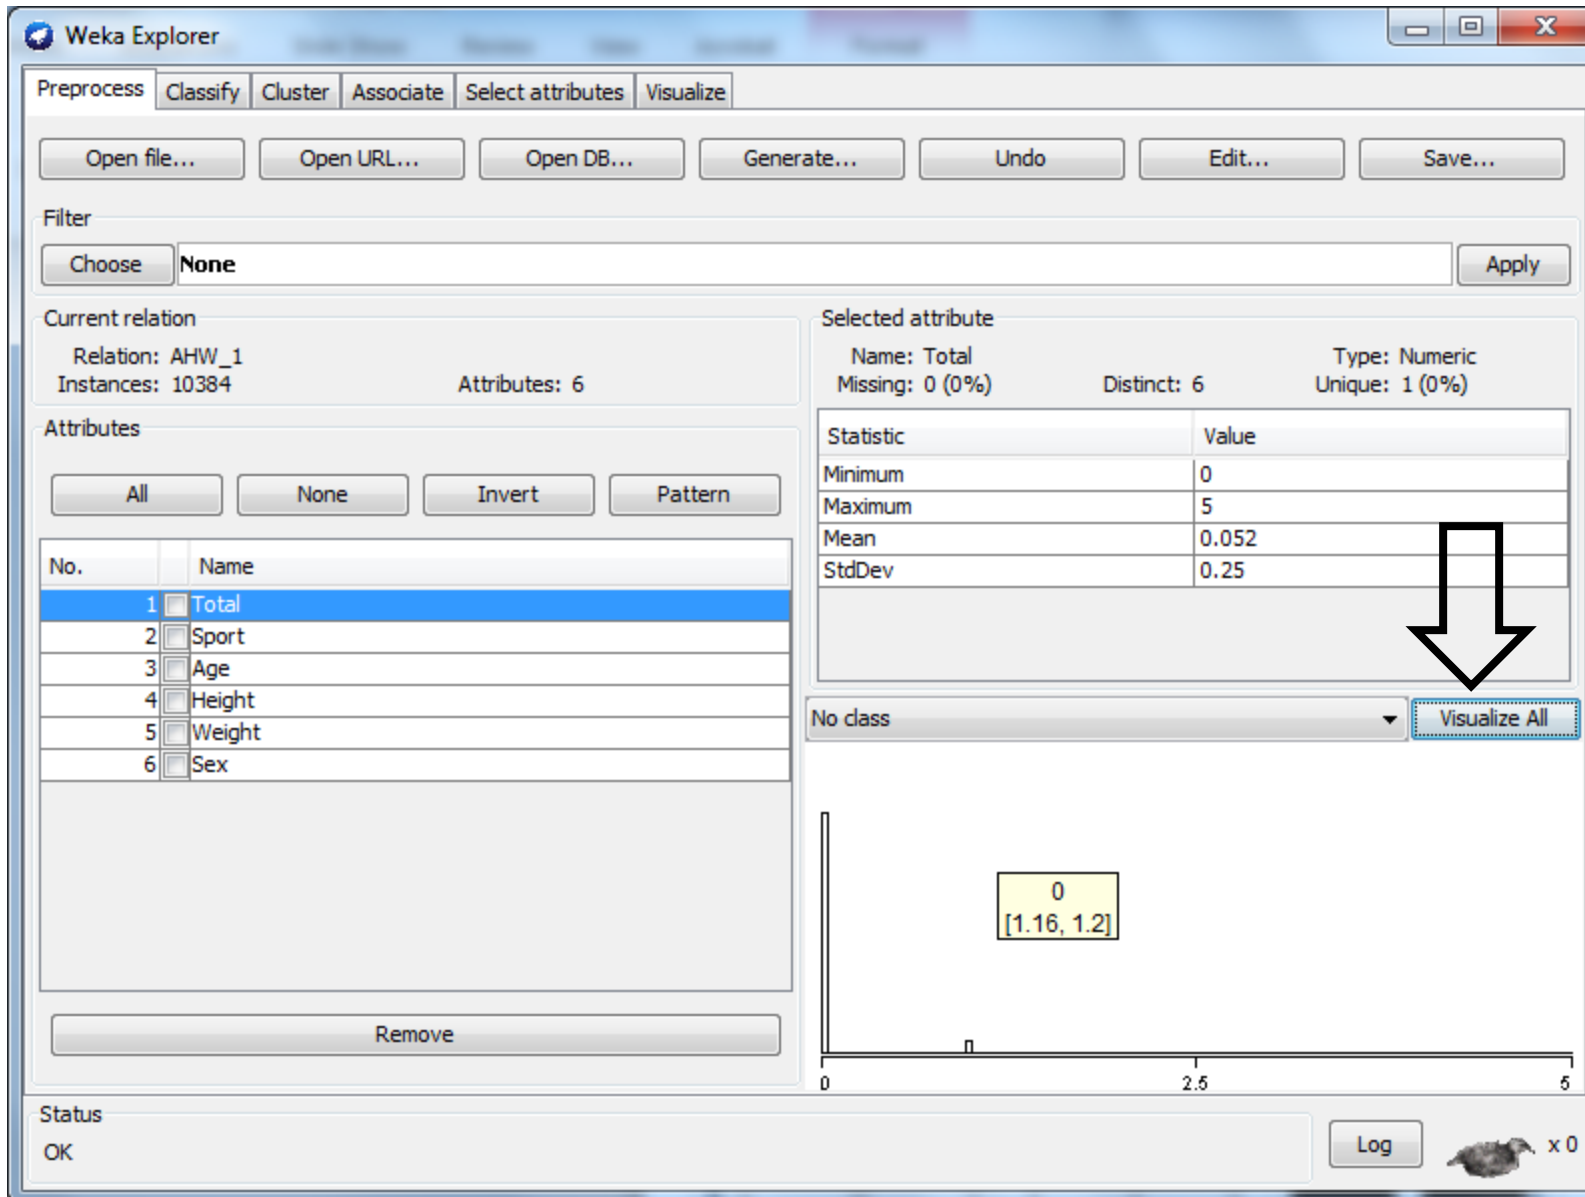 Weka Explorer
Preprocess Classify Cluster Associate Select attributes Visualize
Open file... Open URL... Open DB... Generate... Undo Edit... Save...
Filter
Choose None Apply
Current relation
Relation: AHW_1
Instances: 10384 Attributes: 6
Selected attribute
Name: Total Type: Numeric
Missing: 0 (0%) Distinct: 6 Unique: 1 (0%)
Attributes
All None Invert Pattern
No. Name
1 Total
2 Sport
3 Age
4 Height
5 Weight
6 Sex
Remove
Statistic Value
Minimum 0
Maximum 5
Mean 0.052
StdDev 0.25
No class Visualize All
0
[1.16, 1.2]
0 2.5 5
Status
OK
Log x 0